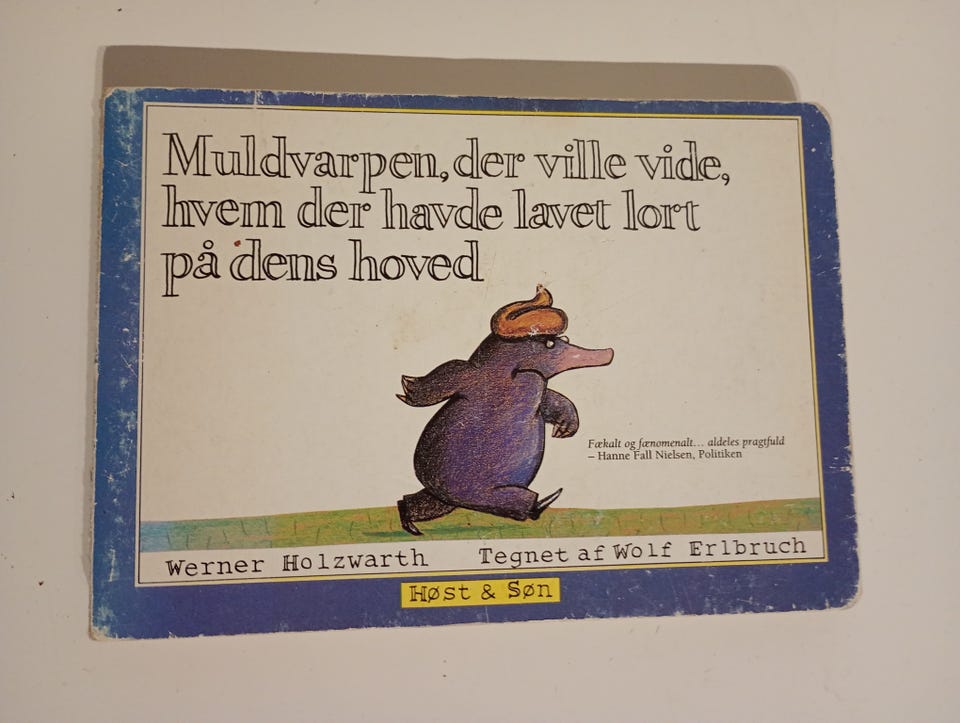 Muldvarpen, der ville vide,
hvem der havde lavet lort
på dens hoved
Fækalt og fænomenalt... aldeles pragtfuld
– Hanne Fall Nielsen, Politiken
Werner Holzwarth Tegnet af Wolf Erlbruch
Høst & Søn